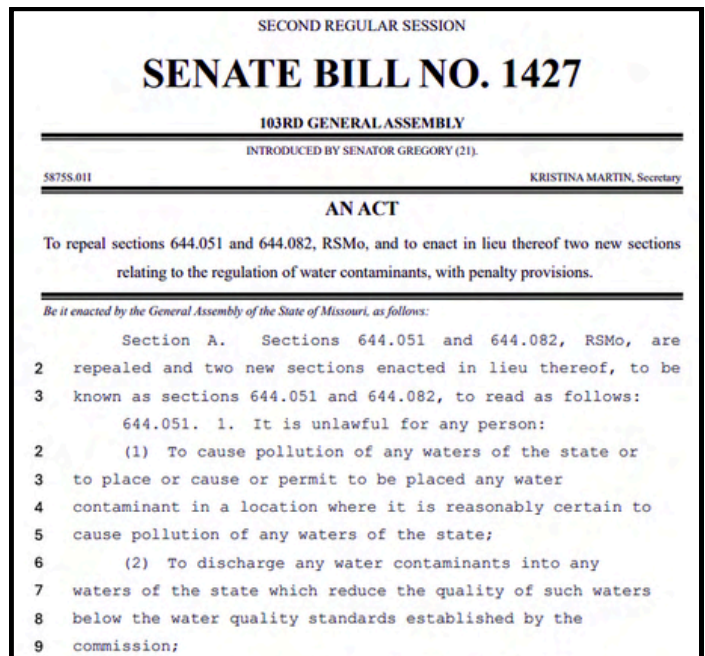 SECOND REGULAR SESSION
SENATE BILL NO. 1427
103RD GENERAL ASSEMBLY
INTRODUCED BY SENATOR GREGORY (21).
5875S.01I KRISTINA MARTIN, Secretary
AN ACT
To repeal sections 644.051 and 644.082, RSMo, and to enact in lieu thereof two new sections
relating to the regulation of water contaminants, with penalty provisions.
Be it enacted by the General Assembly of the State of Missouri, as follows:
Section A. Sections 644.051 and 644.082, RSMo, are
2 repealed and two new sections enacted in lieu thereof, to be
3 known as sections 644.051 and 644.082, to read as follows:
644.051. 1. It is unlawful for any person:
2 (1) To cause pollution of any waters of the state or
3 to place or cause or permit to be placed any water
4 contaminant in a location where it is reasonably certain to
5 cause pollution of any waters of the state;
6 (2) To discharge any water contaminants into any
7 waters of the state which reduce the quality of such waters
8 below the water quality standards established by the
9 commission;